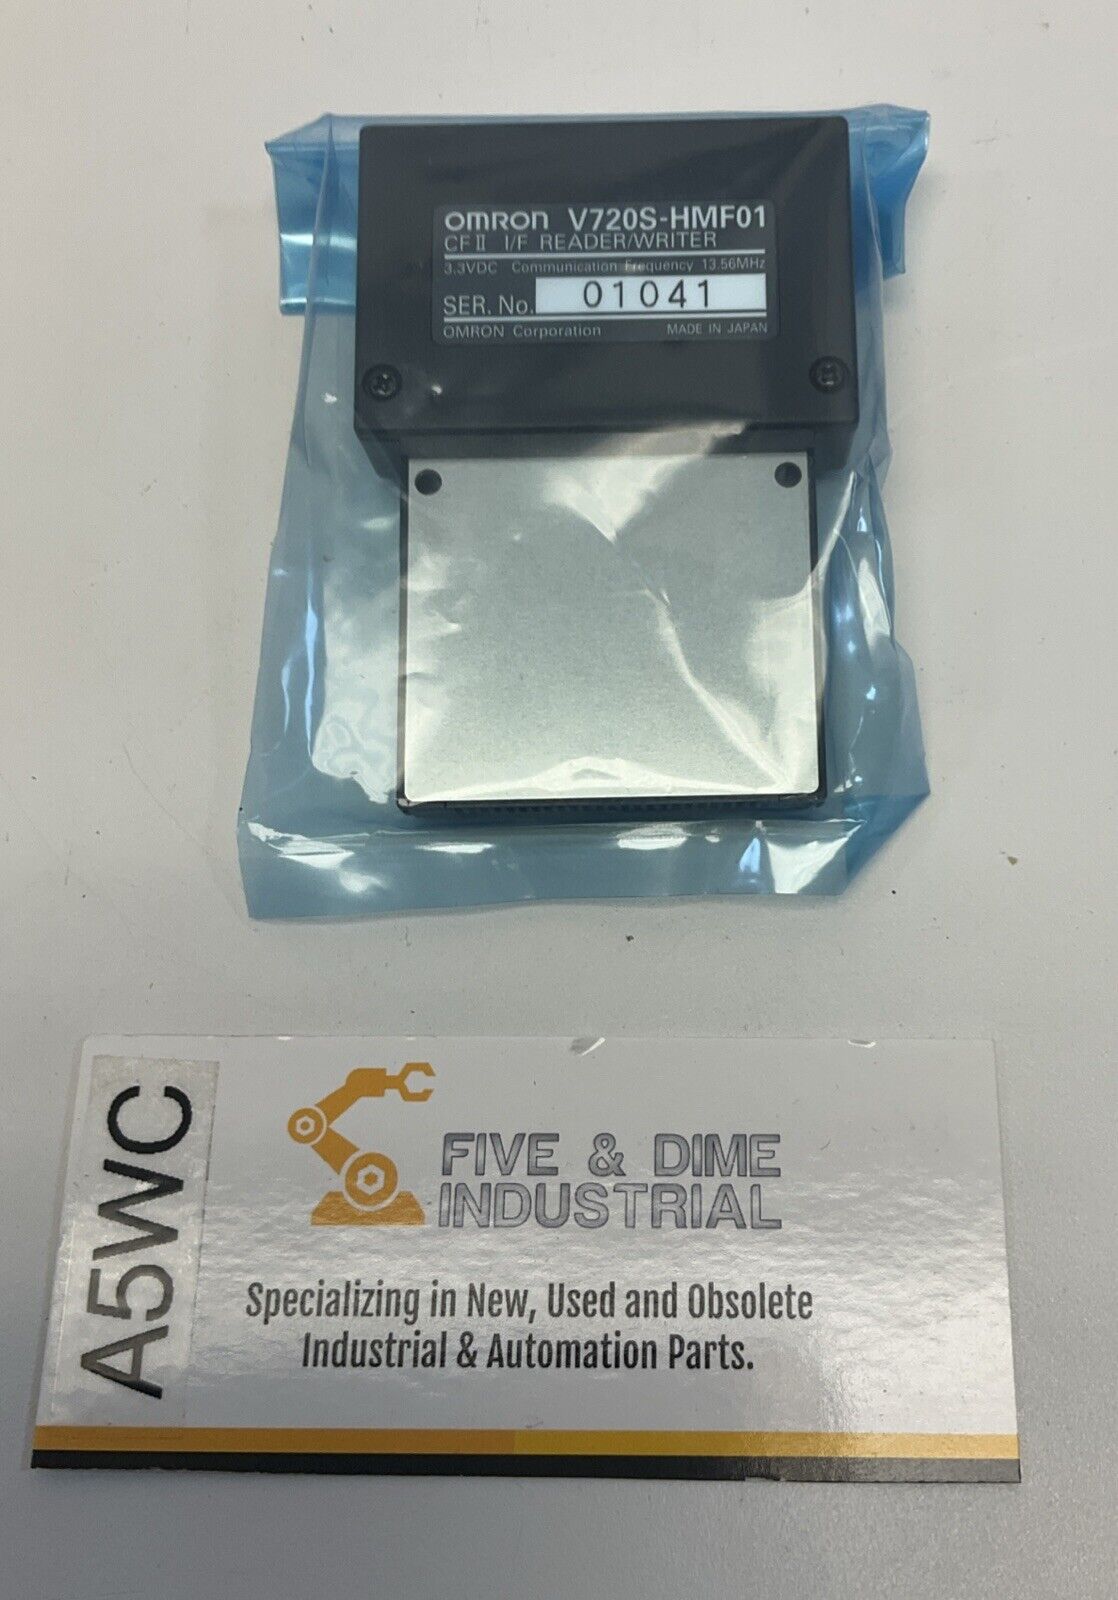 OMRON V720S-HMF01
CF II I/F READER/WRITER
3.3VDC Communication Frequency 13.56MHz
SER. No. 01041
OMRON Corporation MADE IN JAPAN
A5WC
FIVE & DIME
INDUSTRIAL
Specializing in New, Used and Obsolete
Industrial & Automation Parts.